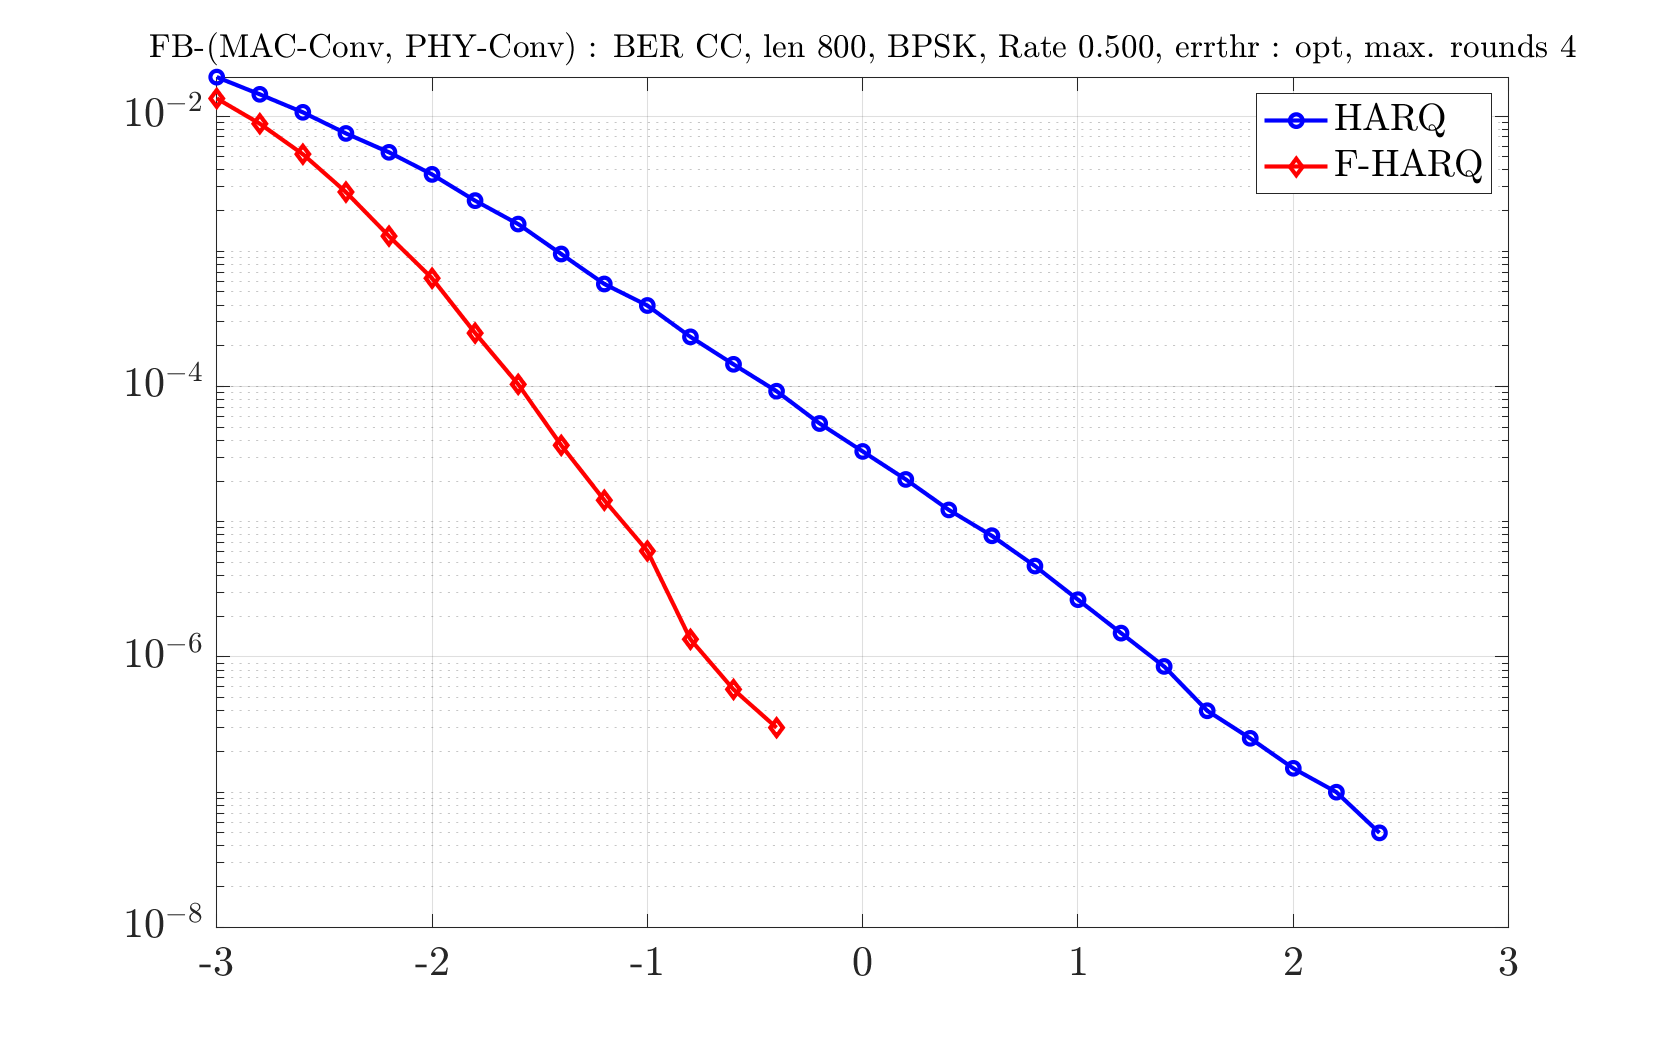 FB-(MAC-Conv, PHY-Conv) : BER CC, len 800, BPSK, Rate 0.500, errthr : opt, max. rounds 4
HARQ
F-HARQ
10⁻²
10⁻⁴
10⁻⁶
10⁻⁸
-3 -2 -1 0 1 2 3